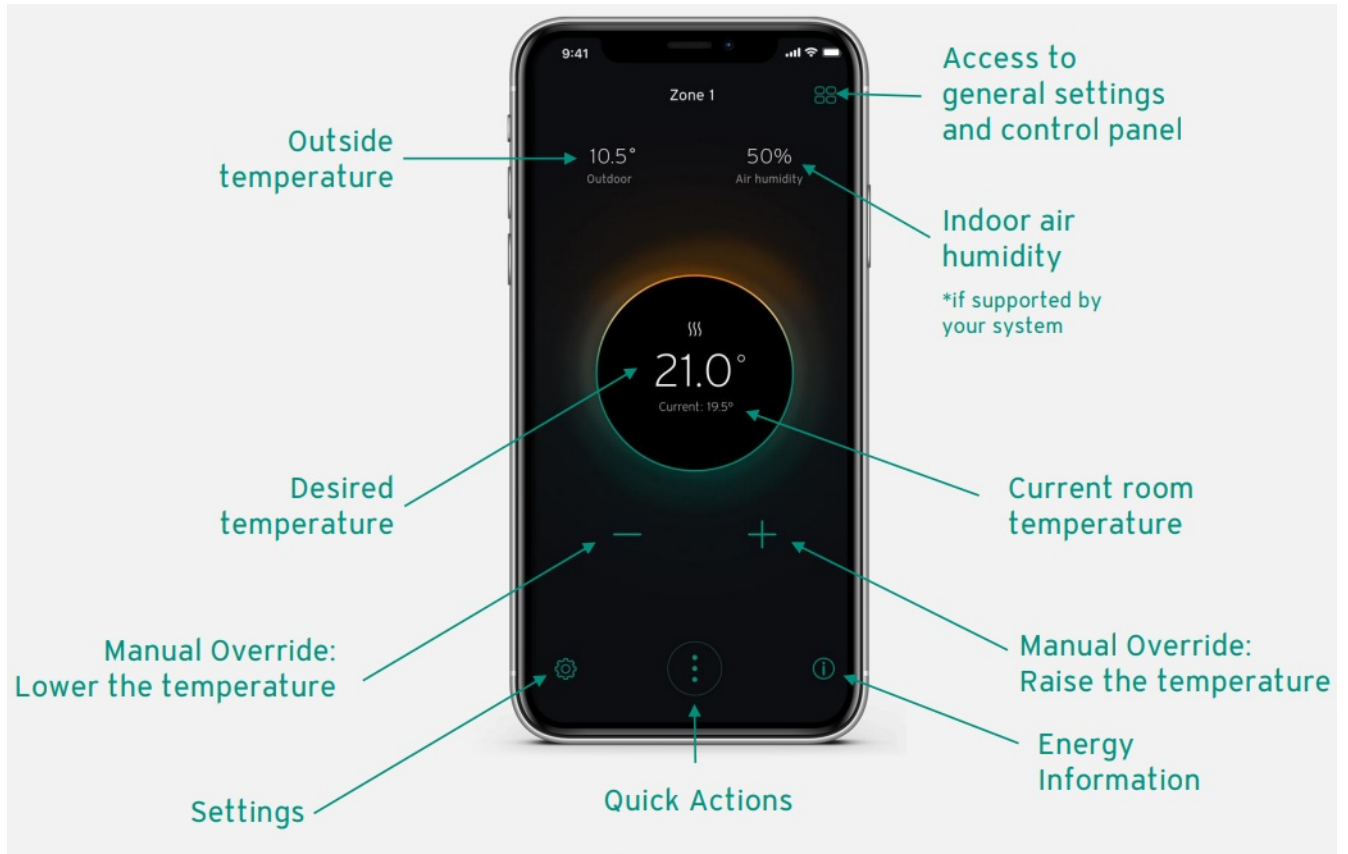 9:41
Zone 1
Access to
general settings
and control panel
Outside
temperature
10.5°
Outdoor
50%
Air humidity
Indoor air
humidity
*if supported by
your system
21.0°
Current: 19.5°
Desired
temperature
Current room
temperature
Manual Override:
Lower the temperature
Manual Override:
Raise the temperature
Energy
Information
Settings
Quick Actions